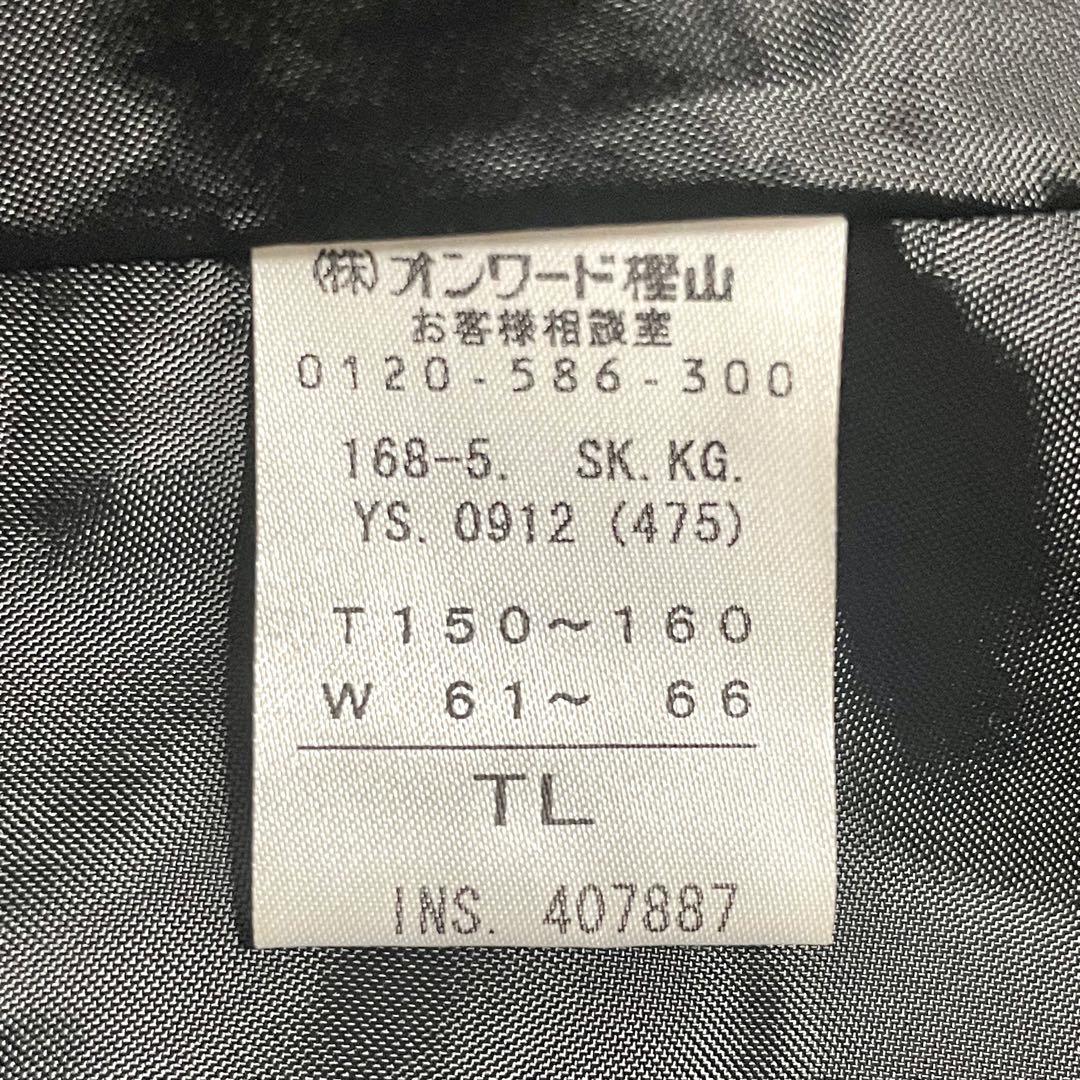 (株)オンワード樫山
お客様相談室
0120-586-300
168-5. SK.KG.
YS. 0912 (475)
T150〜160
W 61〜 66
TL
INS. 407887